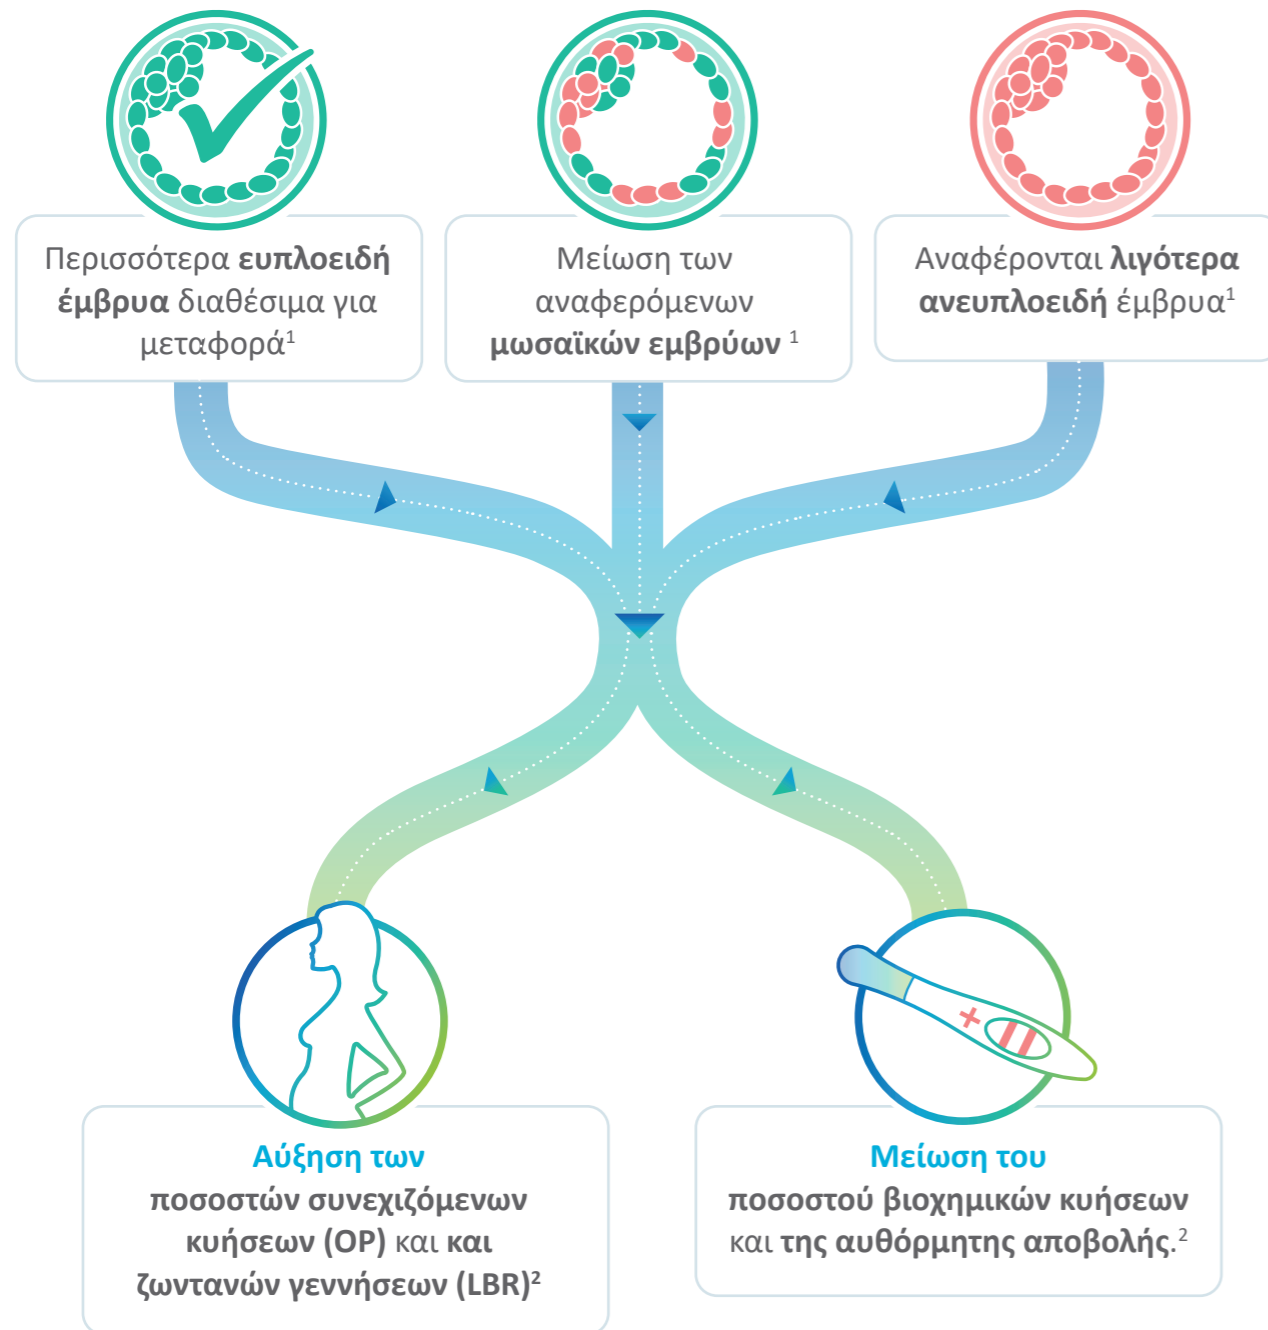 Περισσότερα ευπλοειδή
έμβρυα διαθέσιμα για
μεταφορά¹
Μείωση των
αναφερόμενων
μωσαϊκών εμβρύων ¹
Αναφέρονται λιγότερα
ανευπλοειδή έμβρυα¹
Αύξηση των
ποσοστών συνεχιζόμενων
κυήσεων (OP) και και
ζωντανών γεννήσεων (LBR)²
Μείωση του
ποσοστού βιοχημικών κυήσεων
και της αυθόρμητης αποβολής.²